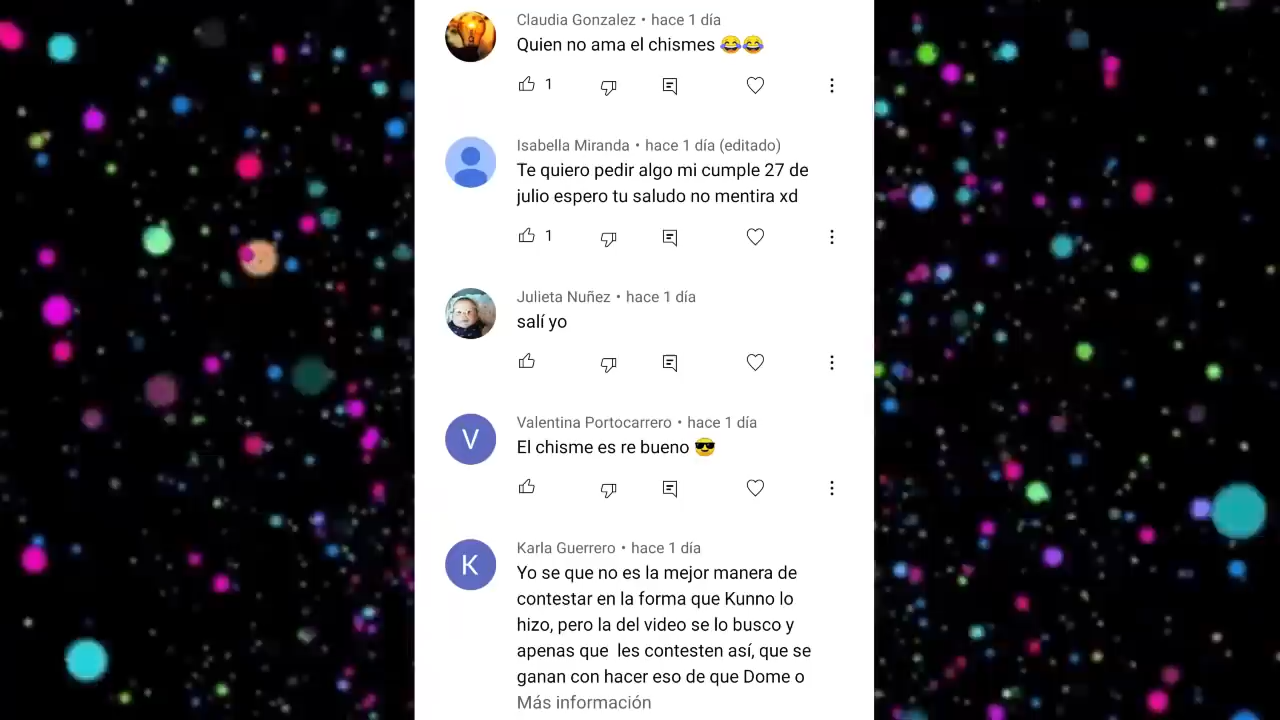 Claudia Gonzalez • hace 1 día
Quien no ama el chismes 😂😂
1
Isabella Miranda • hace 1 día (editado)
Te quiero pedir algo mi cumple 27 de
julio espero tu saludo no mentira xd
1
Julieta Nuñez • hace 1 día
salí yo
V
Valentina Portocarrero • hace 1 día
El chisme es re bueno 😎
K
Karla Guerrero • hace 1 día
Yo se que no es la mejor manera de
contestar en la forma que Kunno lo
hizo, pero la del video se lo busco y
apenas que les contesten así, que se
ganan con hacer eso de que Dome o
Más información